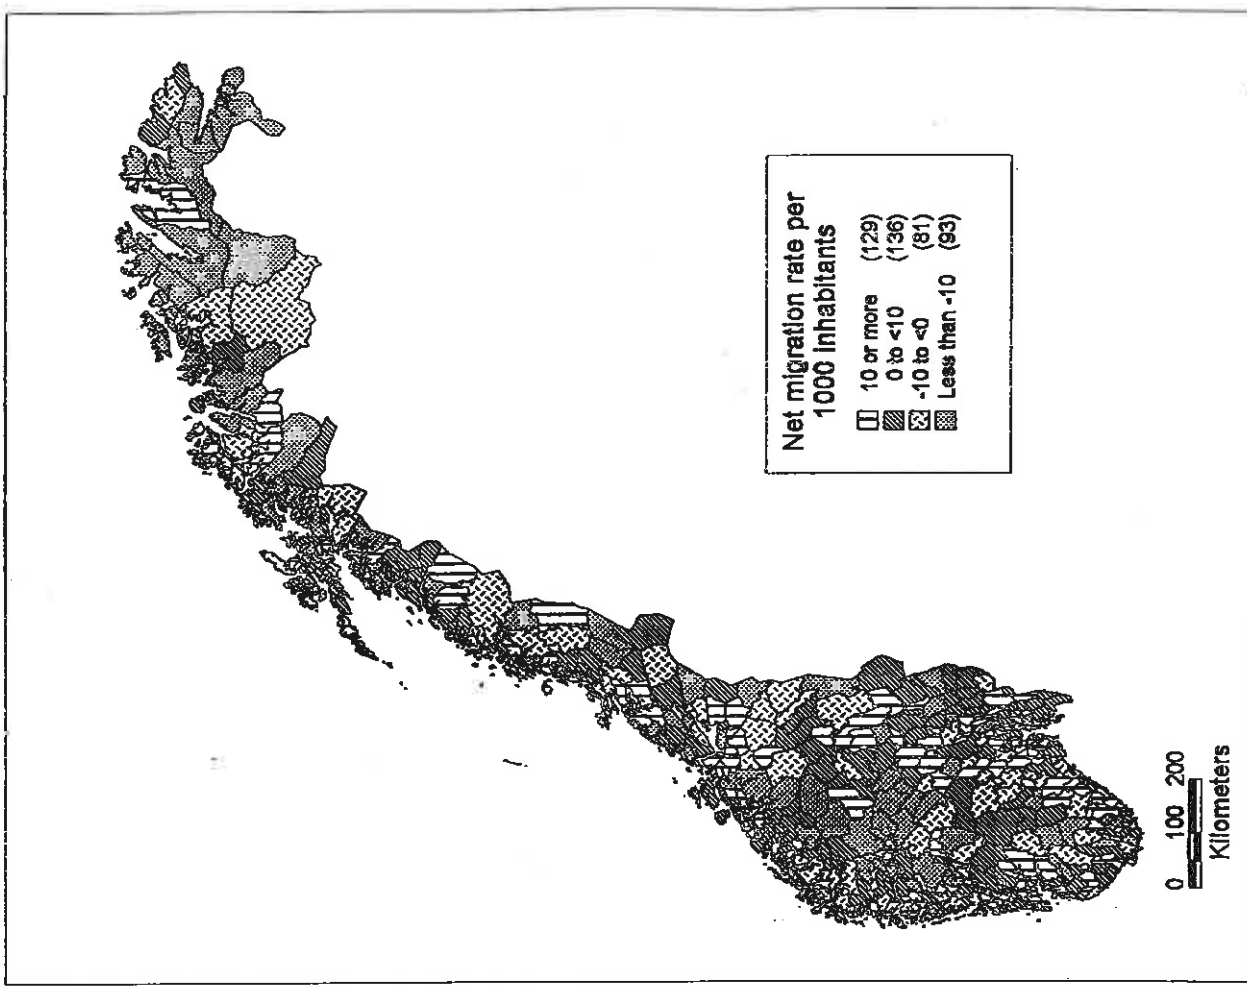 Net migration rate per
1000 inhabitants
10 or more (129)
0 to <10 (136)
-10 to <0 (81)
Less than -10 (93)
0 100 200
Kilometers